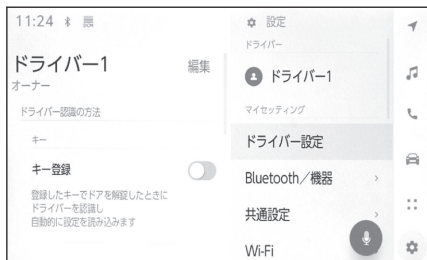 11:24
ドライバー1
編集
オーナー
ドライバー認識の方法
キー
キー登録
登録したキーでドアを解錠したときに
ドライバーを認識し
自動的に設定を読み込みます
設定
ドライバー
ドライバー1
マイセッティング
ドライバー設定
Bluetooth／機器
共通設定
Wi-Fi